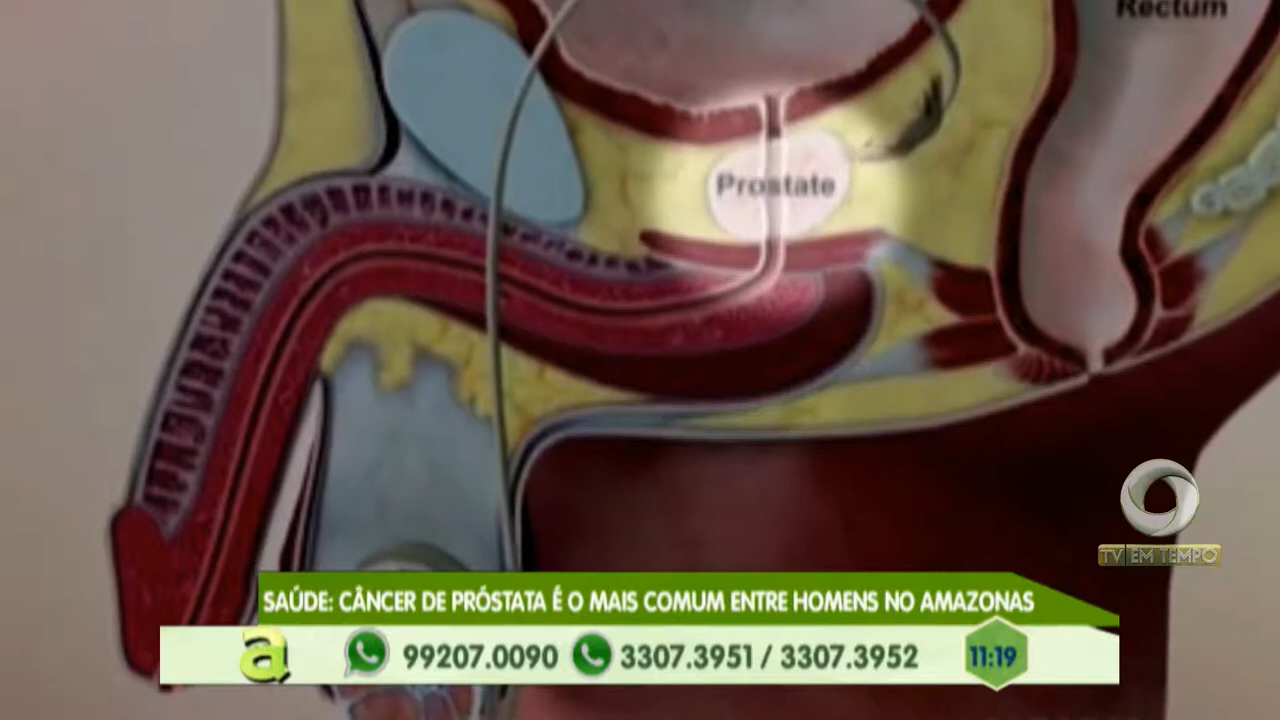 Rectum
Prostate
TV EM TEMPO
SAÚDE: CÂNCER DE PRÓSTATA É O MAIS COMUM ENTRE HOMENS NO AMAZONAS
a 99207.0090 3307.3951 / 3307.3952 11:19